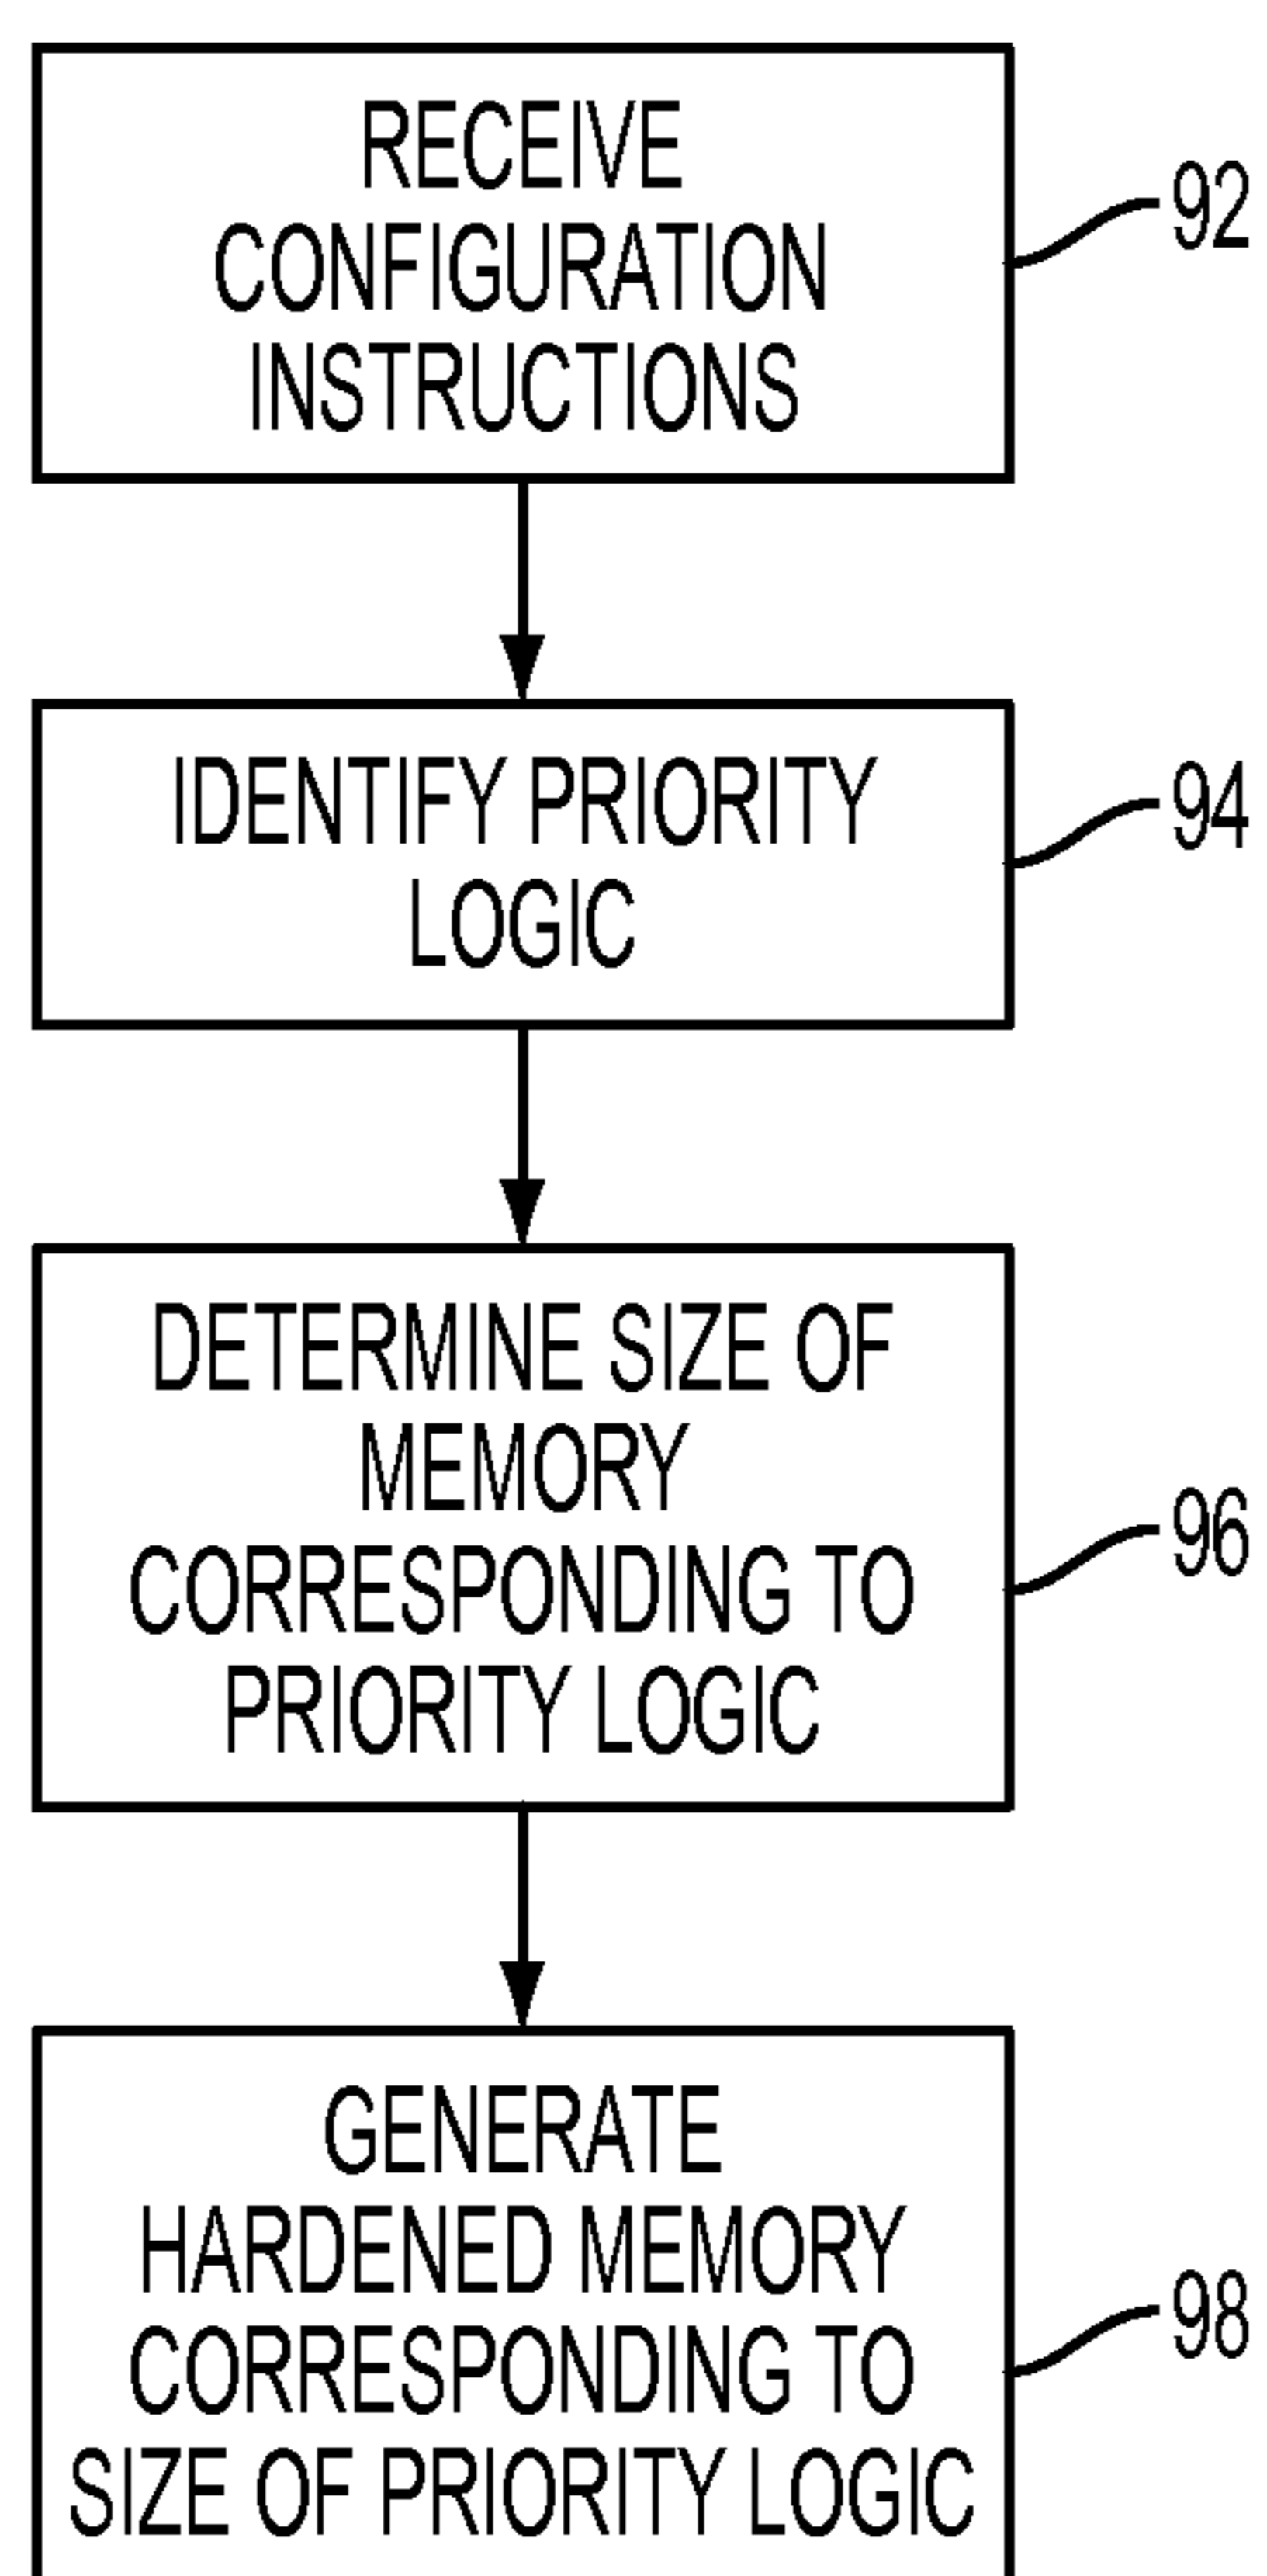 RECEIVE
CONFIGURATION
INSTRUCTIONS
92
IDENTIFY PRIORITY
LOGIC
94
DETERMINE SIZE OF
MEMORY
CORRESPONDING TO
PRIORITY LOGIC
96
GENERATE
HARDENED MEMORY
CORRESPONDING TO
SIZE OF PRIORITY LOGIC
98